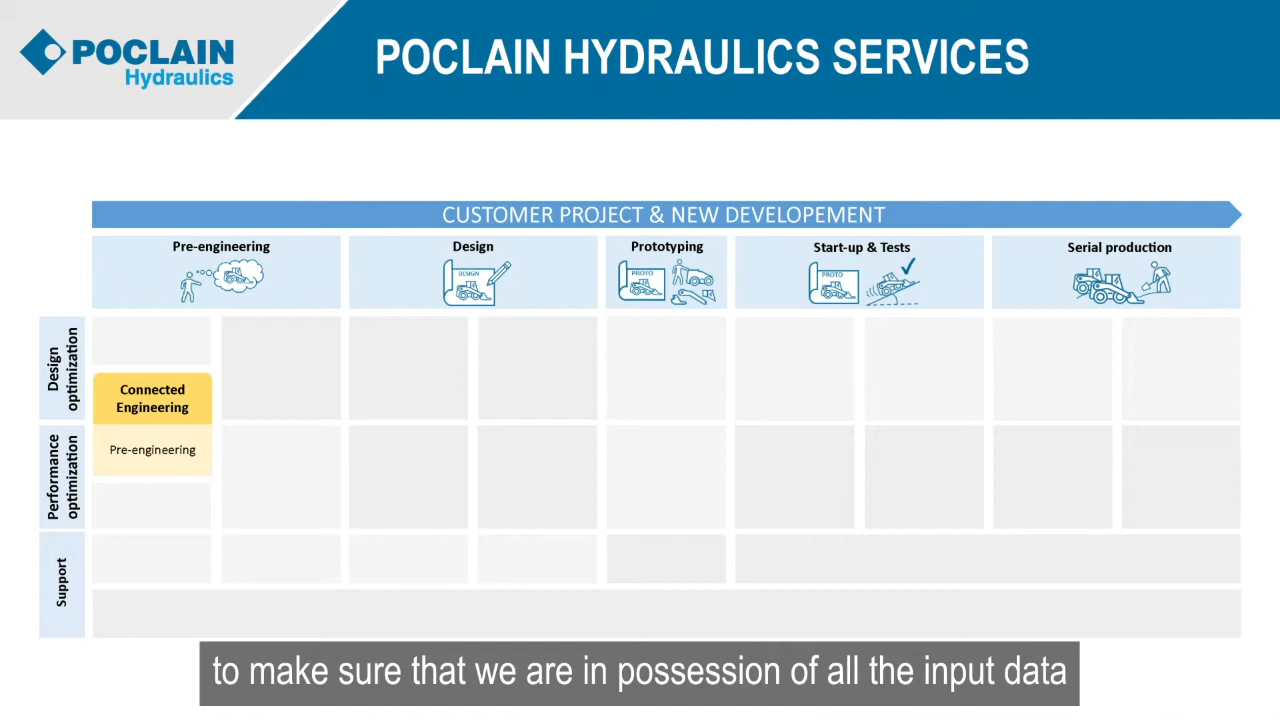 POCLAIN
Hydraulics
POCLAIN HYDRAULICS SERVICES
CUSTOMER PROJECT & NEW DEVELOPEMENT
Pre-engineering
Design
Prototyping
Start-up & Tests
Serial production
DESIGN
PROTO
PROTO
Design
optimization
Connected
Engineering
Performance
optimization
Pre-engineering
Support
to make sure that we are in possession of all the input data